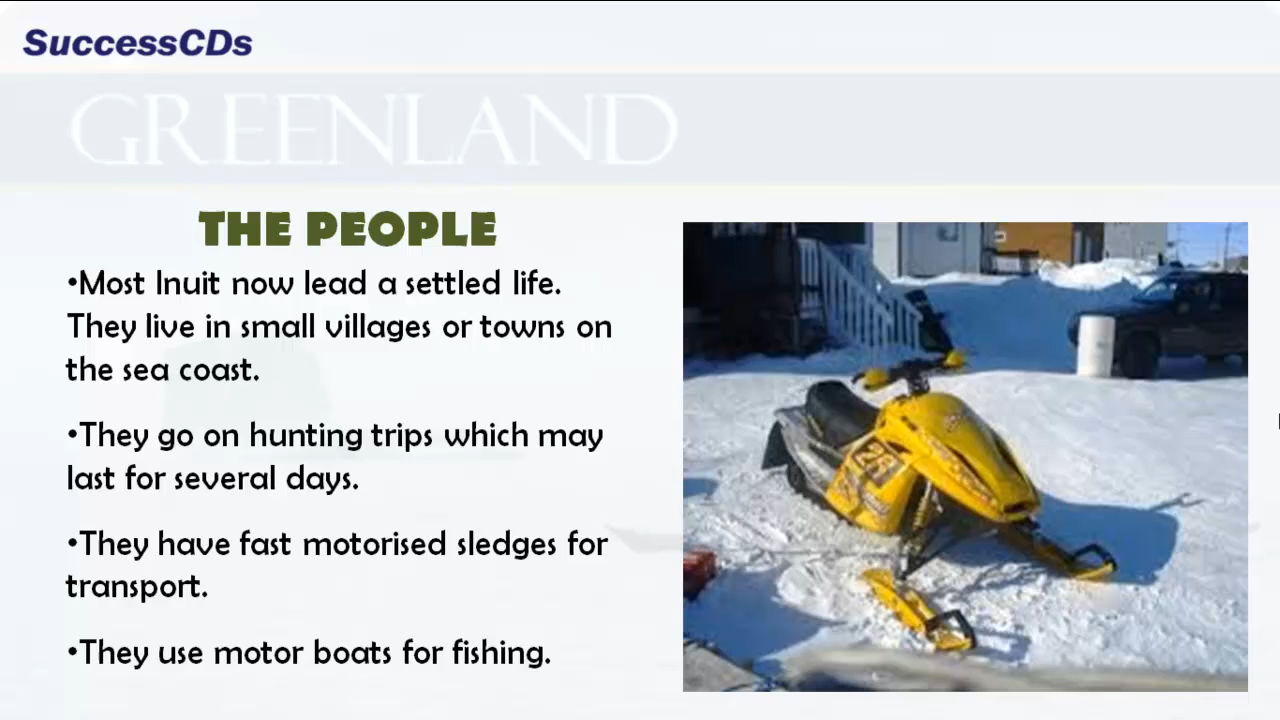 SuccessCDs
GREENLAND
THE PEOPLE
•Most Inuit now lead a settled life.
They live in small villages or towns on
the sea coast.
•They go on hunting trips which may
last for several days.
•They have fast motorised sledges for
transport.
•They use motor boats for fishing.
28